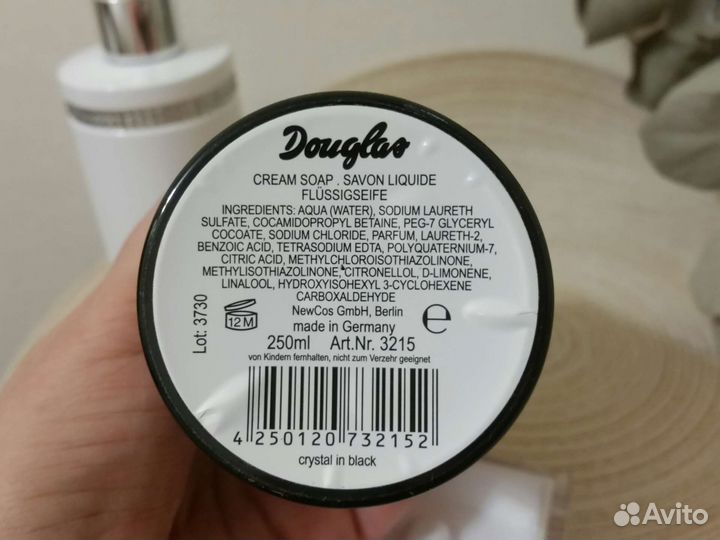 Douglas
CREAM SOAP . SAVON LIQUIDE
FLÜSSIGSEIFE
INGREDIENTS: AQUA (WATER), SODIUM LAURETH
SULFATE, COCAMIDOPROPYL BETAINE, PEG-7 GLYCERYL
COCOATE, SODIUM CHLORIDE, PARFUM, LAURETH-2,
BENZOIC ACID, TETRASODIUM EDTA, POLYQUATERNIUM-7,
CITRIC ACID, METHYLCHLOROISOTHIAZOLINONE,
METHYLISOTHIAZOLINONE, CITRONELLOL, D-LIMONENE,
LINALOOL, HYDROXYISOHEXYL 3-CYCLOHEXENE
CARBOXALDEHYDE
NewCos GmbH, Berlin
made in Germany
12 M
℮
Lot: 3730
250ml Art.Nr. 3215
von Kindern fernhalten, nicht zum Verzehr geeignet
4 250120 732152
crystal in black
Avito